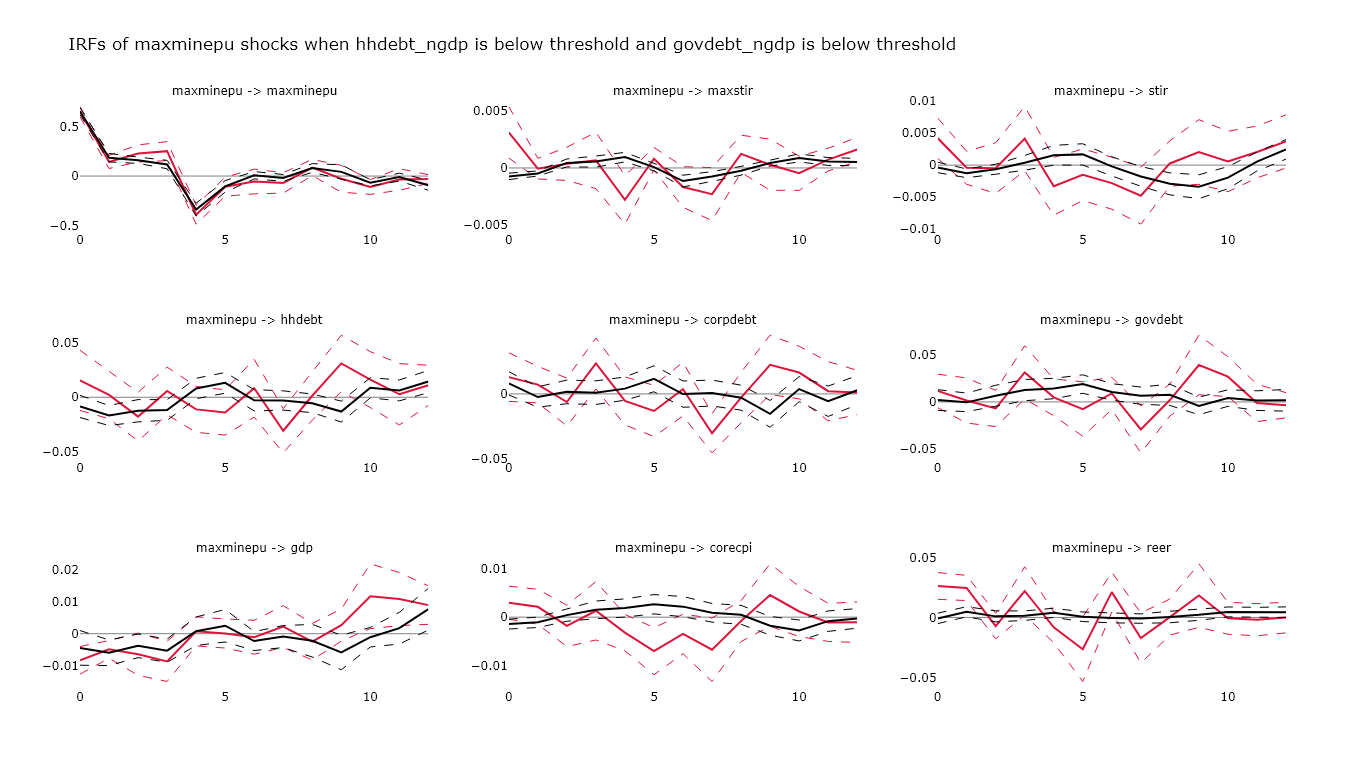 IRFs of maxminepu shocks when hhdebt_ngdp is below threshold and govdebt_ngdp is below threshold
maxminepu -> maxminepu
0.5
0
−0.5
0 5 10
maxminepu -> maxstir
0.005
0
−0.005
0 5 10
maxminepu -> stir
0.01
0.005
0
−0.005
−0.01
0 5 10
maxminepu -> hhdebt
0.05
0
−0.05
0 5 10
maxminepu -> corpdebt
0
−0.05
0 5 10
maxminepu -> govdebt
0.05
0
−0.05
0 5 10
maxminepu -> gdp
0.02
0.01
0
−0.01
0 5 10
maxminepu -> corecpi
0.01
0
−0.01
0 5 10
maxminepu -> reer
0.05
0
−0.05
0 5 10